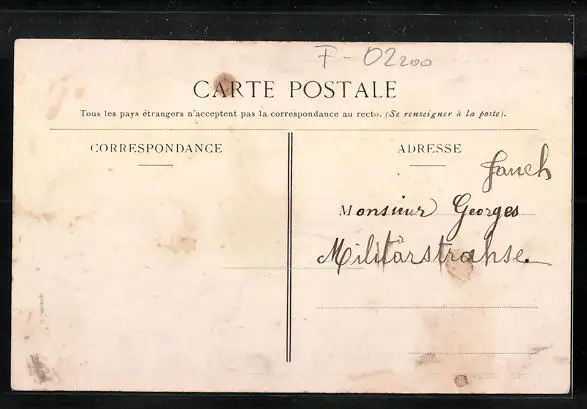 F-02200
CARTE POSTALE
Tous les pays étrangers n'acceptent pas la correspondance au recto. (Se renseigner à la poste).
CORRESPONDANCE
ADRESSE
Monsieur Georges
Militärstrahse.